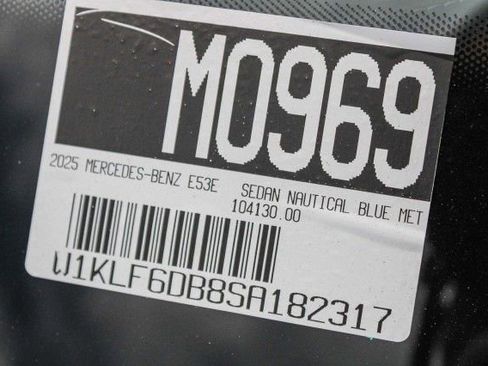 M0969
2025 MERCEDES-BENZ E53E SEDAN NAUTICAL BLUE MET
104130.00
W1KLF6DB8SA182317